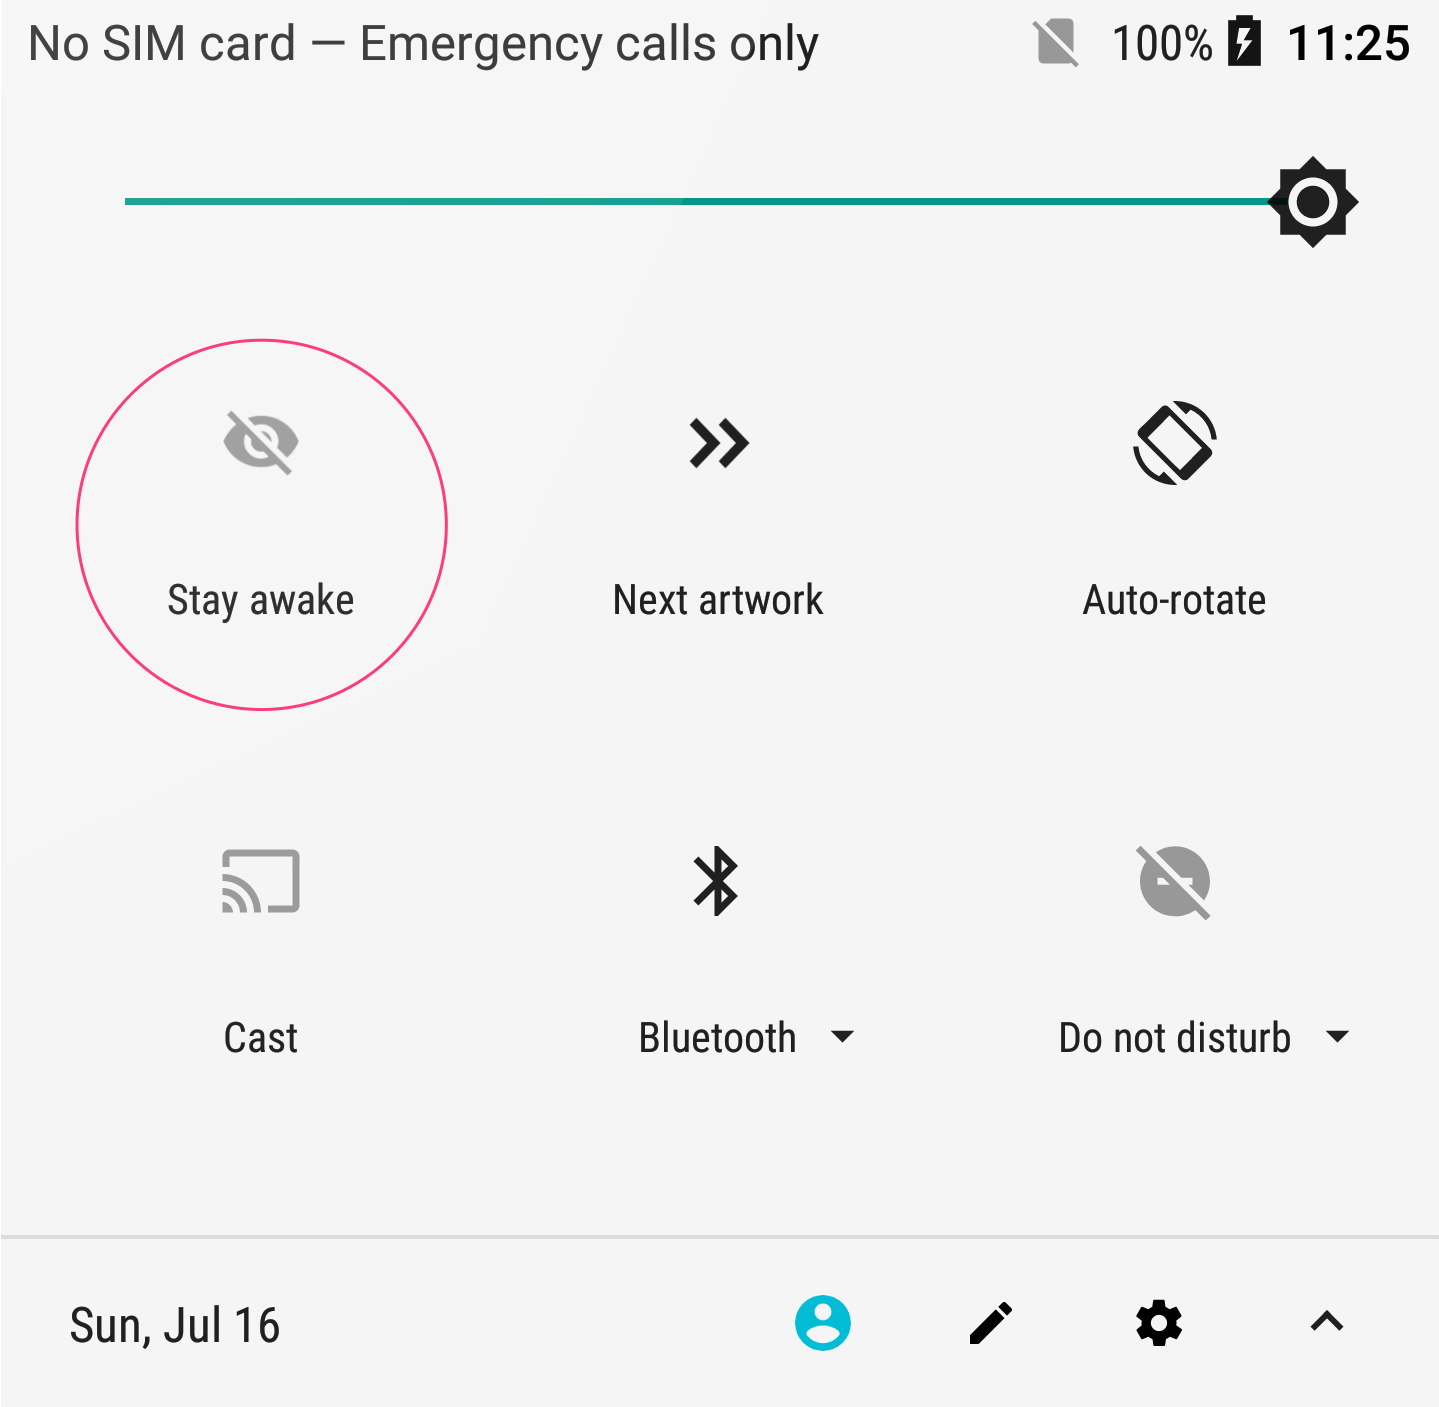 No SIM card — Emergency calls only 100% 11:25
Stay awake Next artwork Auto-rotate
Cast Bluetooth Do not disturb
Sun, Jul 16